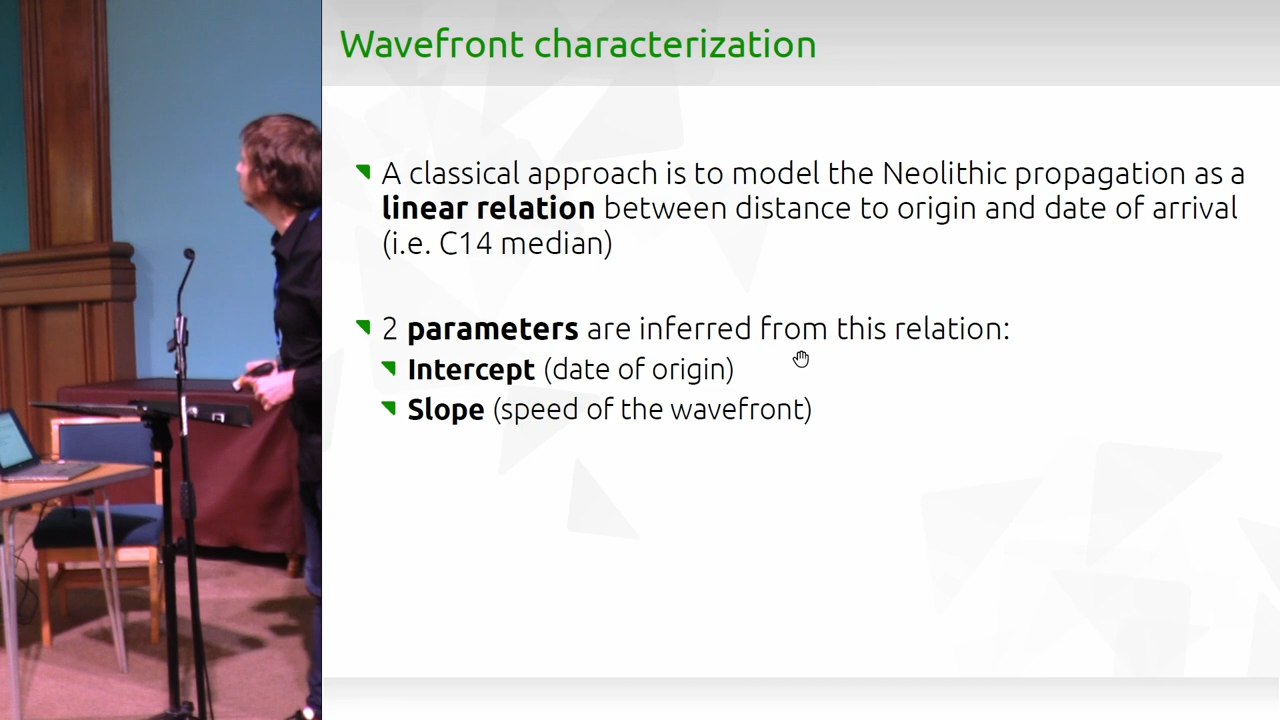 Wavefront characterization
A classical approach is to model the Neolithic propagation as a
linear relation between distance to origin and date of arrival
(i.e. C14 median)
2 parameters are inferred from this relation:
Intercept (date of origin)
Slope (speed of the wavefront)